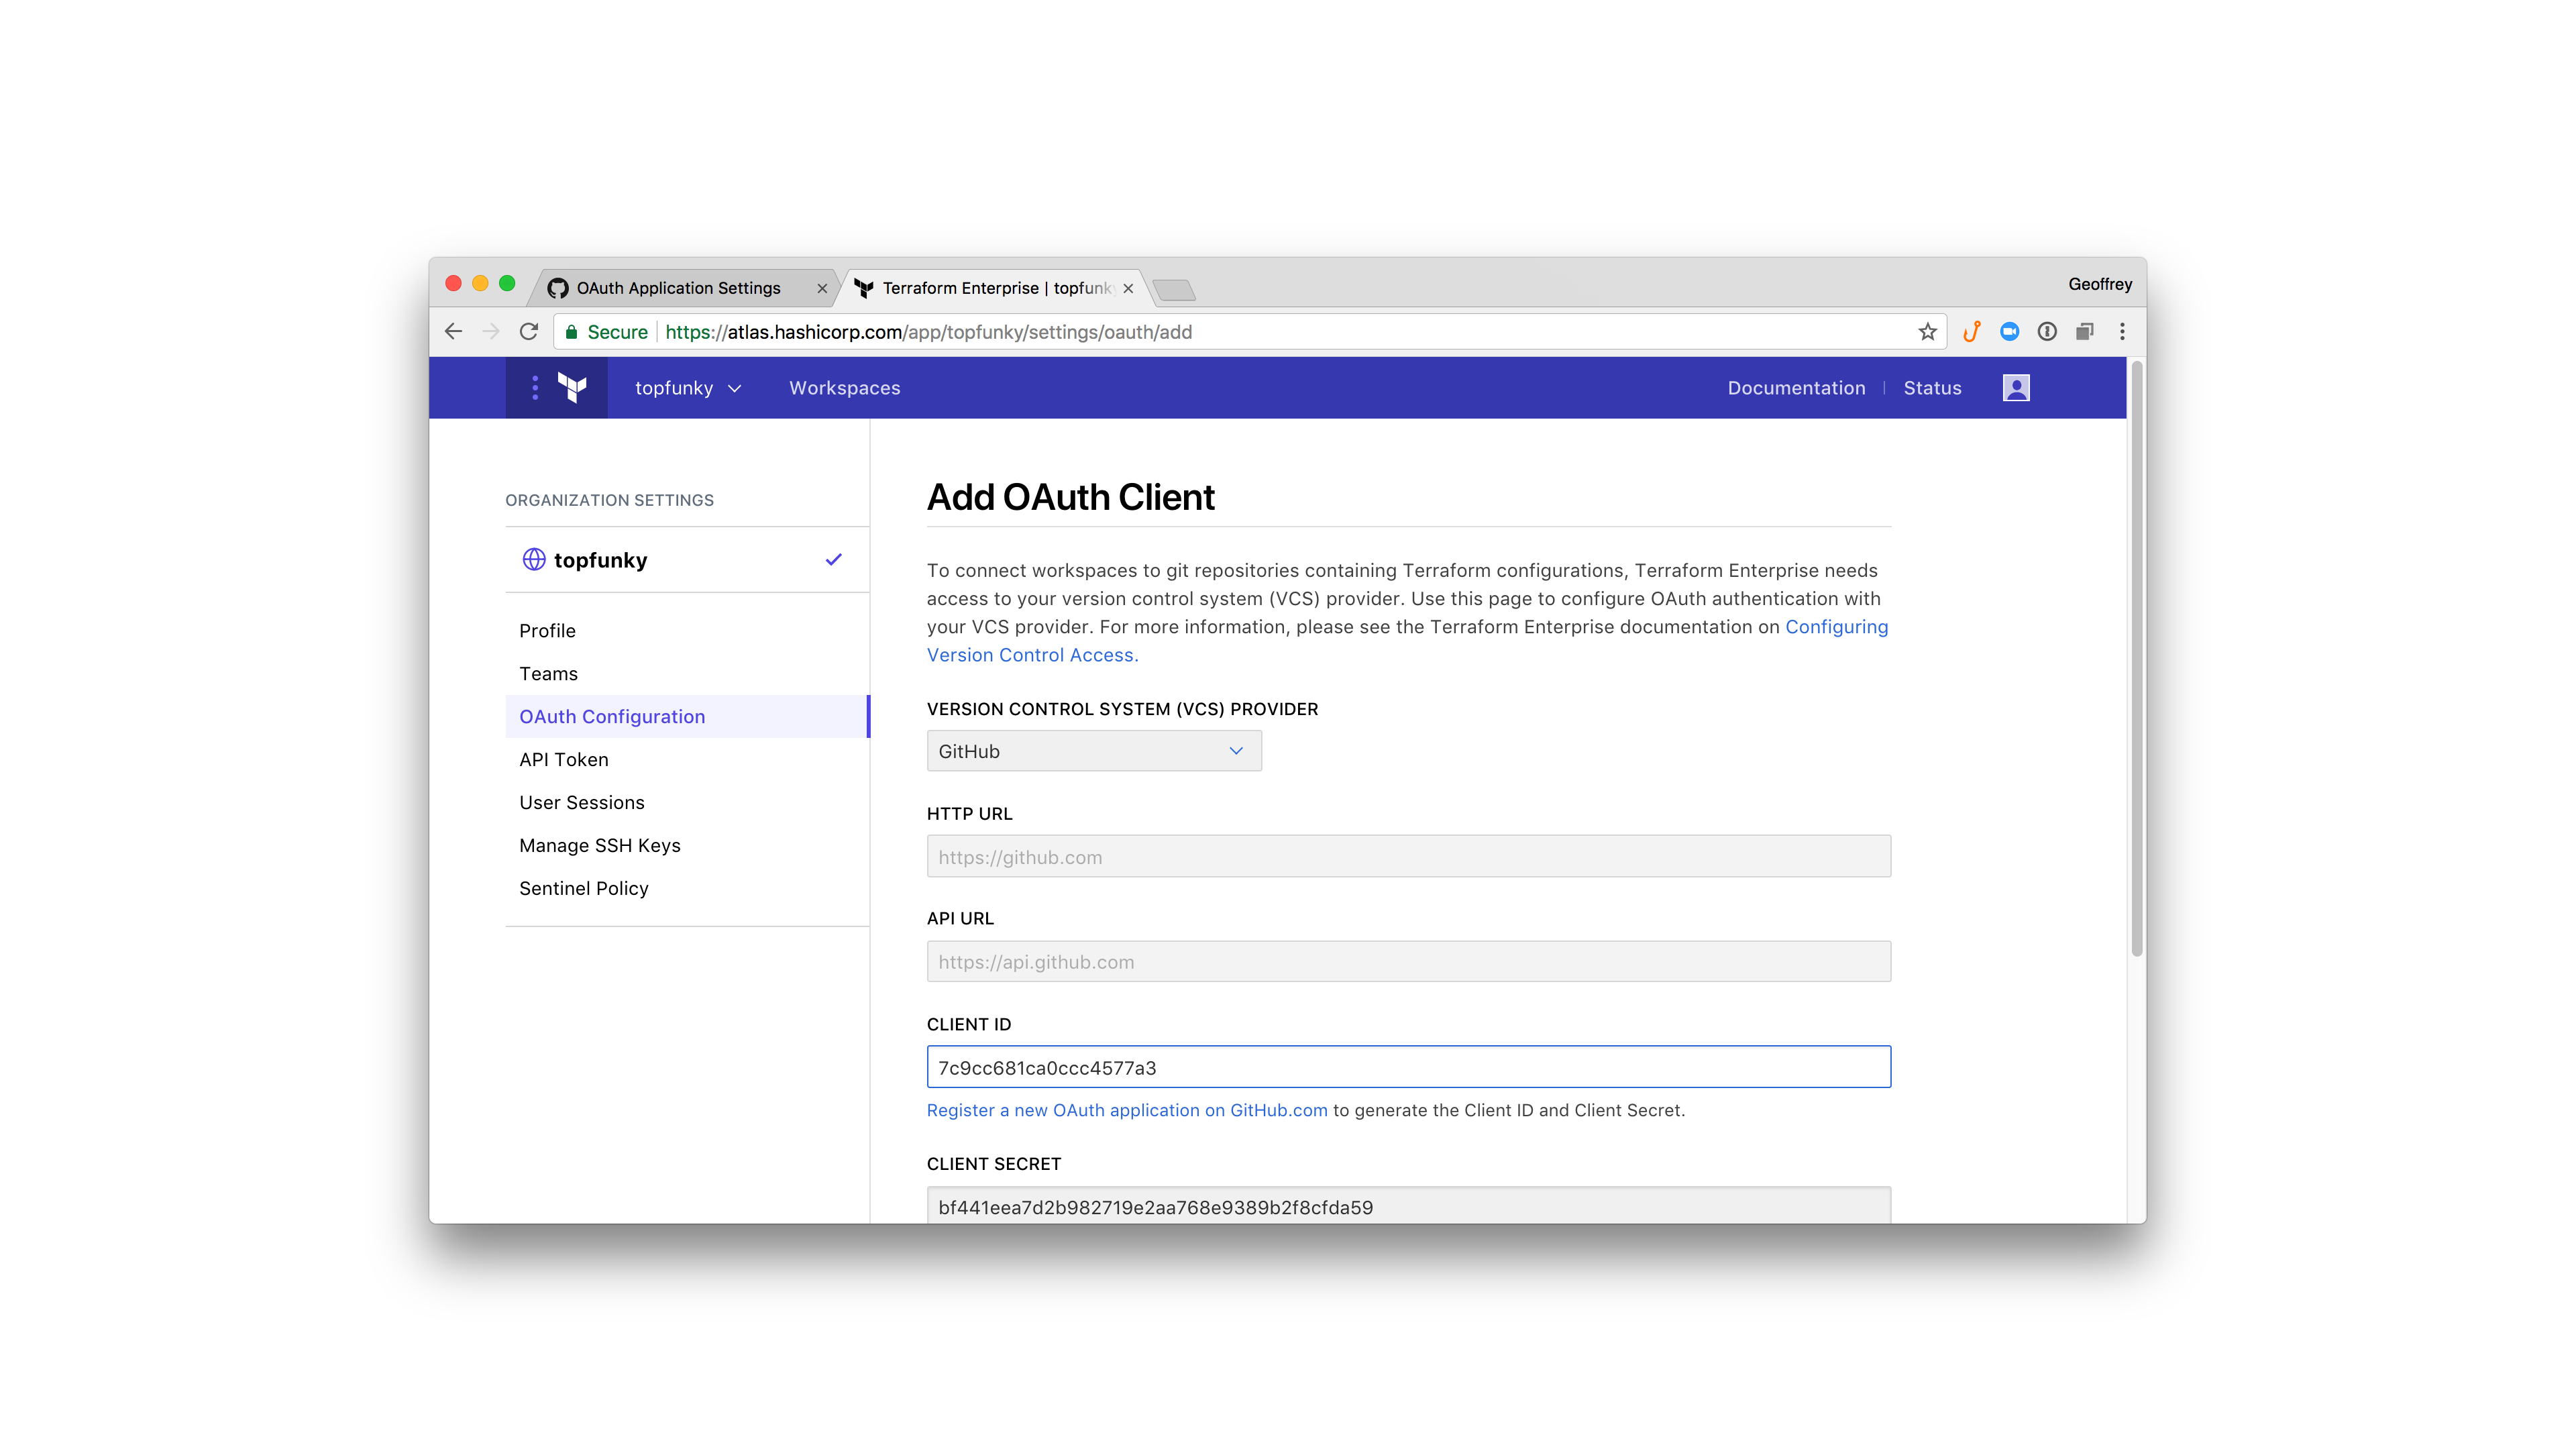 OAuth Application Settings
Terraform Enterprise | topfunk
Geoffrey
Secure
https://atlas.hashicorp.com/app/topfunky/settings/oauth/add
topfunky
Workspaces
Documentation
Status
ORGANIZATION SETTINGS
topfunky
Profile
Teams
OAuth Configuration
API Token
User Sessions
Manage SSH Keys
Sentinel Policy
Add OAuth Client
To connect workspaces to git repositories containing Terraform configurations, Terraform Enterprise needs
access to your version control system (VCS) provider. Use this page to configure OAuth authentication with
your VCS provider. For more information, please see the Terraform Enterprise documentation on Configuring
Version Control Access.
VERSION CONTROL SYSTEM (VCS) PROVIDER
GitHub
HTTP URL
https://github.com
API URL
https://api.github.com
CLIENT ID
7c9cc681ca0ccc4577a3
Register a new OAuth application on GitHub.com to generate the Client ID and Client Secret.
CLIENT SECRET
bf441eea7d2b982719e2aa768e9389b2f8cfda59